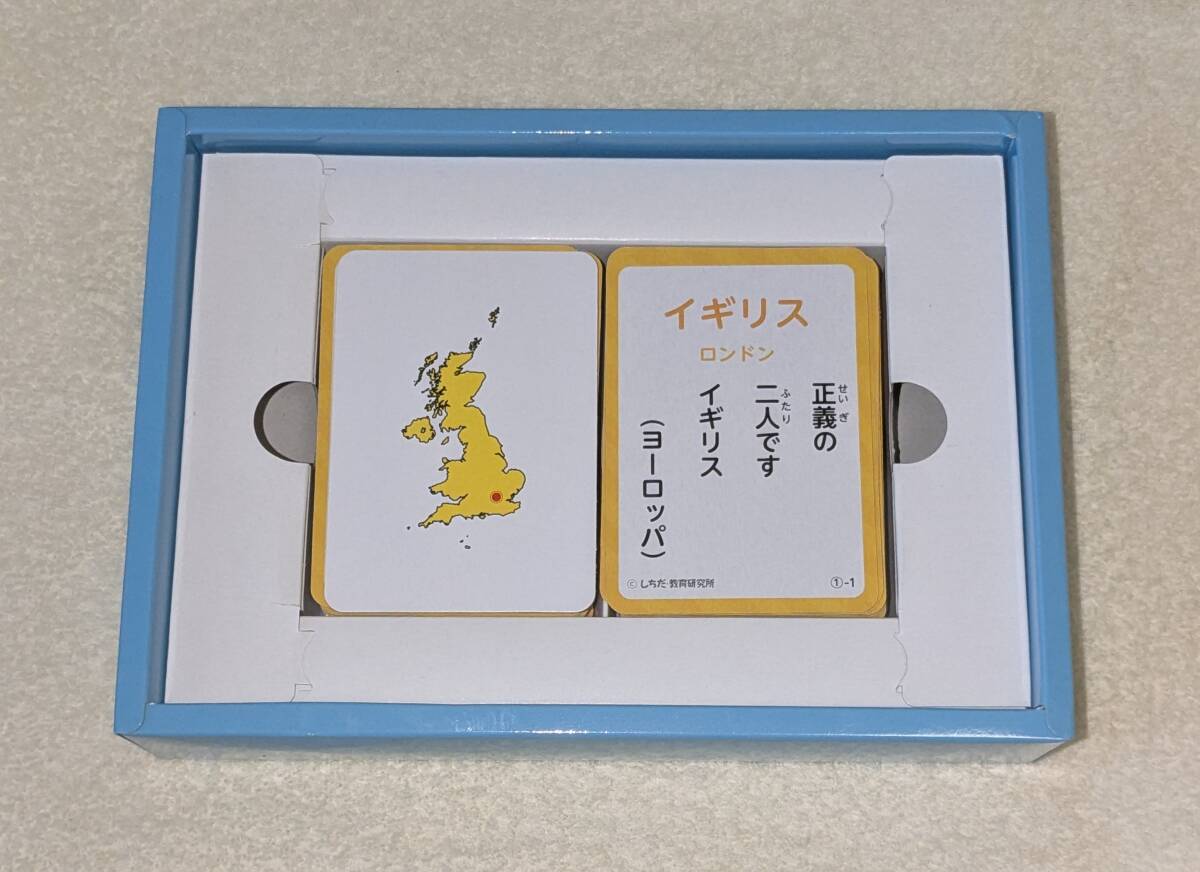 イギリス
ロンドン
正義の
せいぎ
二人です
ふたり
イギリス
(ヨーロッパ)
© しちだ・教育研究所
①-1